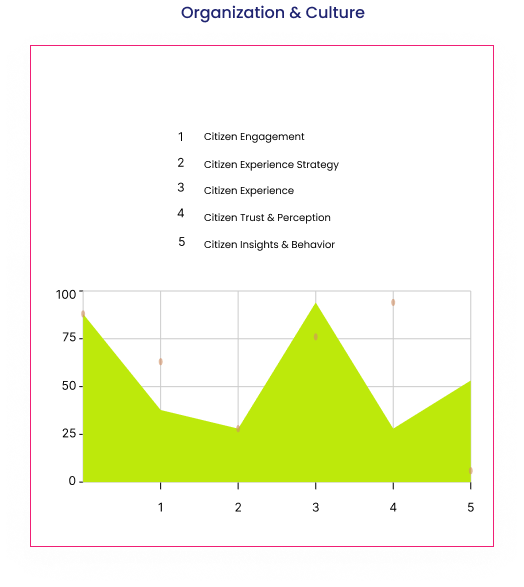 Organization & Culture
1 Citizen Engagement
2 Citizen Experience Strategy
3 Citizen Experience
4 Citizen Trust & Perception
5 Citizen Insights & Behavior
100
75
50
25
0
1 2 3 4 5